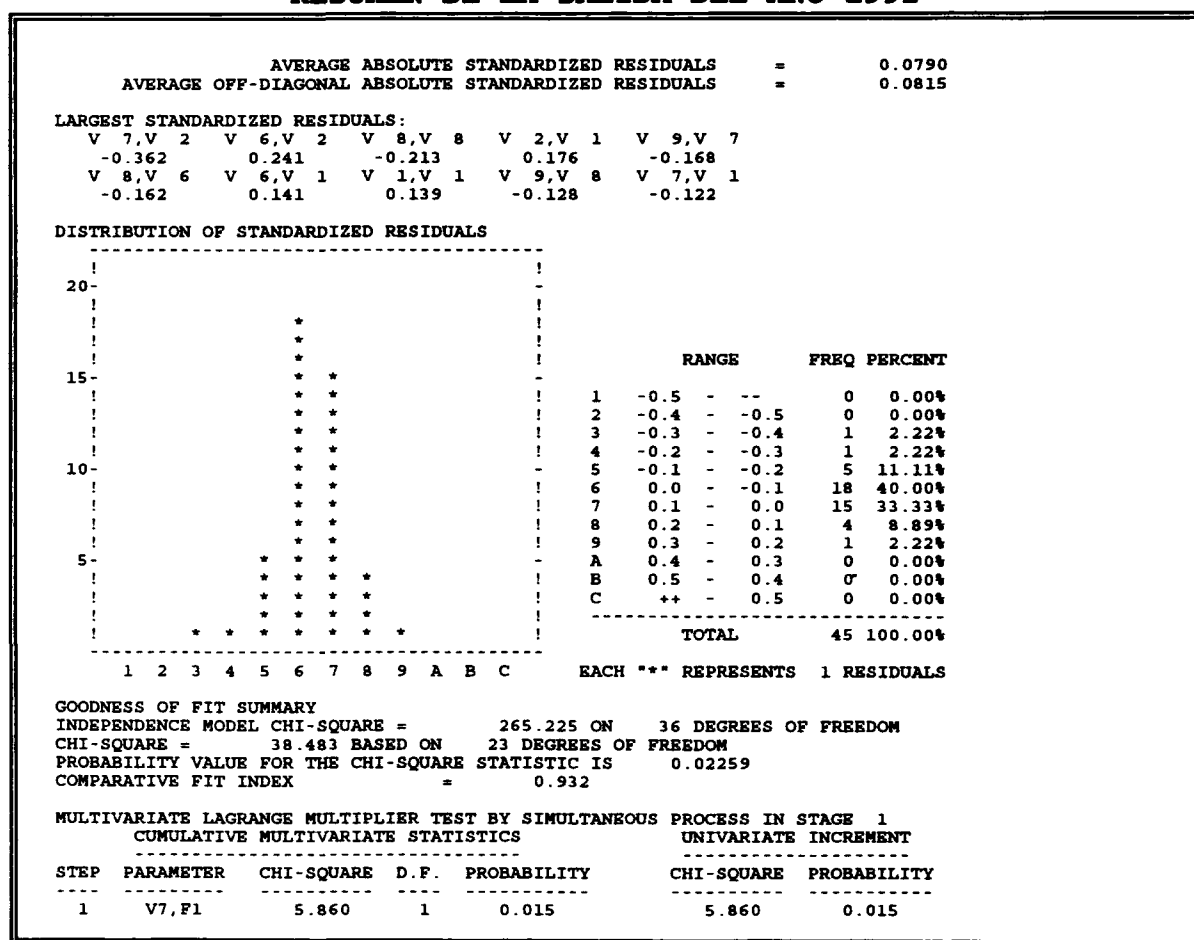 RESUMEN DE LA SALIDA DEL AÑO 1991
AVERAGE ABSOLUTE STANDARDIZED RESIDUALS = 0.0790
AVERAGE OFF-DIAGONAL ABSOLUTE STANDARDIZED RESIDUALS = 0.0815
LARGEST STANDARDIZED RESIDUALS:
V 7,V 2 V 6,V 2 V 8,V 8 V 2,V 1 V 9,V 7
-0.362 0.241 -0.213 0.176 -0.168
V 8,V 6 V 6,V 1 V 1,V 1 V 9,V 8 V 7,V 1
-0.162 0.141 0.139 -0.128 -0.122
DISTRIBUTION OF STANDARDIZED RESIDUALS
----------------------------------------
! !
20- -
! !
! * !
! * !
! * ! RANGE FREQ PERCENT
15- * * -
! * * ! 1 -0.5 - -- 0 0.00%
! * * ! 2 -0.4 - -0.5 0 0.00%
! * * ! 3 -0.3 - -0.4 1 2.22%
! * * ! 4 -0.2 - -0.3 1 2.22%
10- * * - 5 -0.1 - -0.2 5 11.11%
! * * ! 6 0.0 - -0.1 18 40.00%
! * * ! 7 0.1 - 0.0 15 33.33%
! * * ! 8 0.2 - 0.1 4 8.89%
! * * ! 9 0.3 - 0.2 1 2.22%
5- * * * - A 0.4 - 0.3 0 0.00%
! * * * * ! B 0.5 - 0.4 0 0.00%
! * * * * ! C ++ - 0.5 0 0.00%
! * * * * ! -------------------------------
! * * * * * * * ! TOTAL 45 100.00%
----------------------------------------
1 2 3 4 5 6 7 8 9 A B C EACH "*" REPRESENTS 1 RESIDUALS
GOODNESS OF FIT SUMMARY
INDEPENDENCE MODEL CHI-SQUARE = 265.225 ON 36 DEGREES OF FREEDOM
CHI-SQUARE = 38.483 BASED ON 23 DEGREES OF FREEDOM
PROBABILITY VALUE FOR THE CHI-SQUARE STATISTIC IS 0.02259
COMPARATIVE FIT INDEX = 0.932
MULTIVARIATE LAGRANGE MULTIPLIER TEST BY SIMULTANEOUS PROCESS IN STAGE 1
CUMULATIVE MULTIVARIATE STATISTICS UNIVARIATE INCREMENT
---------------------------------- --------------------
STEP PARAMETER CHI-SQUARE D.F. PROBABILITY CHI-SQUARE PROBABILITY
---- --------- ---------- ---- ----------- ---------- -----------
1 V7,F1 5.860 1 0.015 5.860 0.015